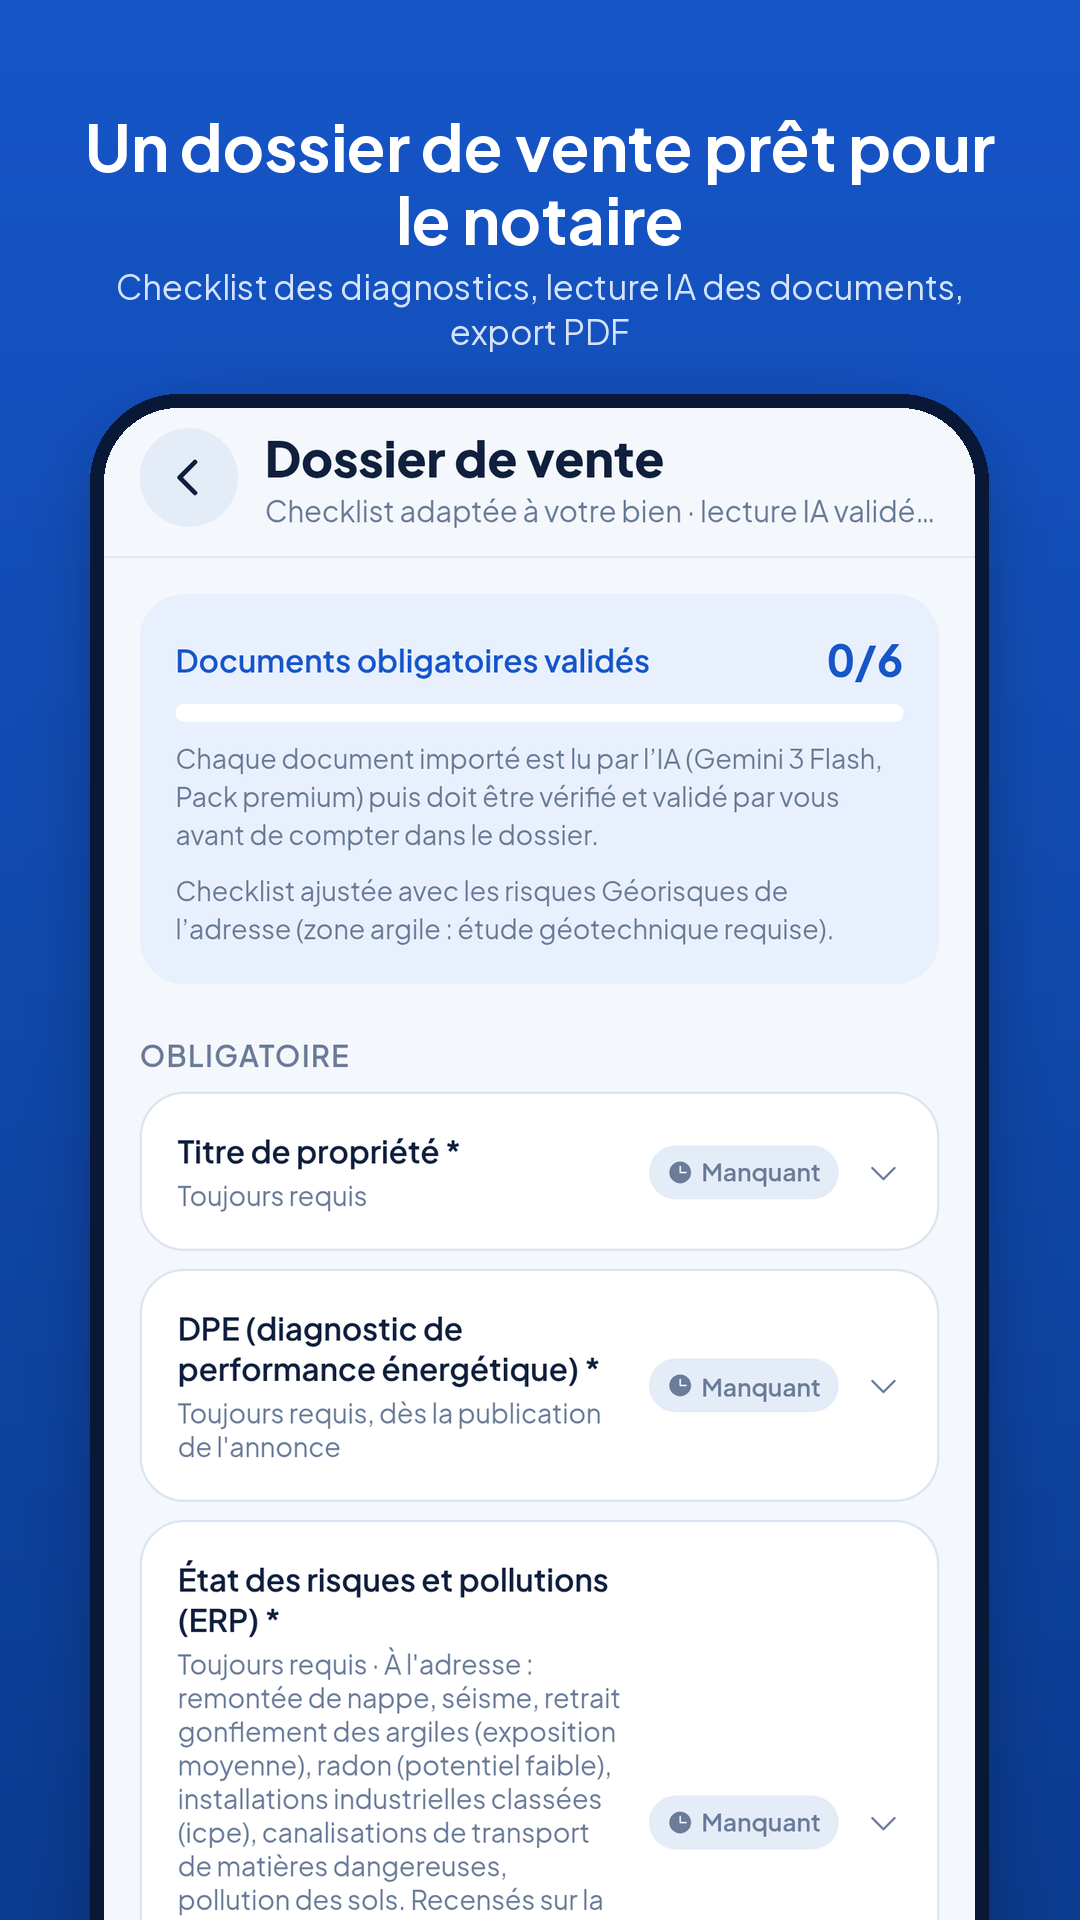 Un dossier de vente prêt pour
le notaire
Checklist des diagnostics, lecture IA des documents,
export PDF
Dossier de vente
Checklist adaptée à votre bien · lecture IA validé…
Documents obligatoires validés 0/6
Chaque document importé est lu par l’IA (Gemini 3 Flash,
Pack premium) puis doit être vérifié et validé par vous
avant de compter dans le dossier.
Checklist ajustée avec les risques Géorisques de
l’adresse (zone argile : étude géotechnique requise).
OBLIGATOIRE
Titre de propriété *
Toujours requis
Manquant
DPE (diagnostic de
performance énergétique) *
Toujours requis, dès la publication
de l'annonce
Manquant
État des risques et pollutions
(ERP) *
Toujours requis · À l'adresse :
remontée de nappe, séisme, retrait
gonflement des argiles (exposition
moyenne), radon (potentiel faible),
installations industrielles classées
(icpe), canalisations de transport
de matières dangereuses,
pollution des sols. Recensés sur la
Manquant